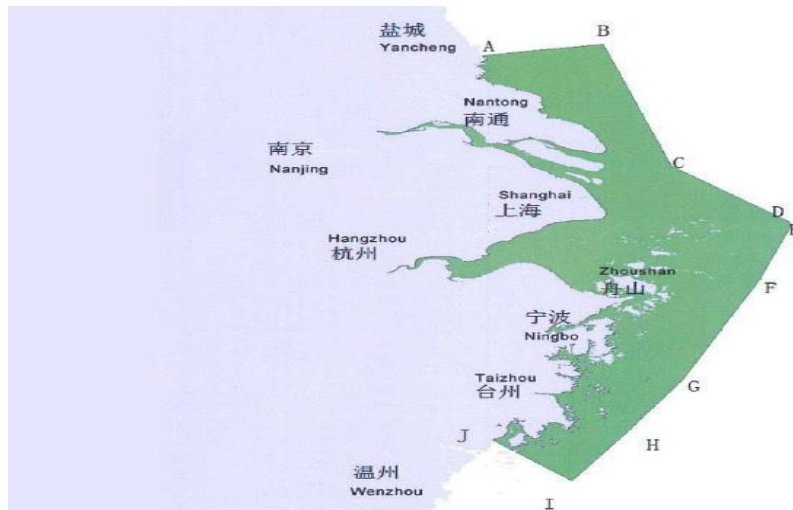 盐城
Yancheng
A
B
Nantong
南通
南京
Nanjing
C
Shanghai
上海
D
E
Hangzhou
杭州
Zhoushan
舟山
F
宁波
Ningbo
Taizhou
台州
G
J
H
温州
Wenzhou
I